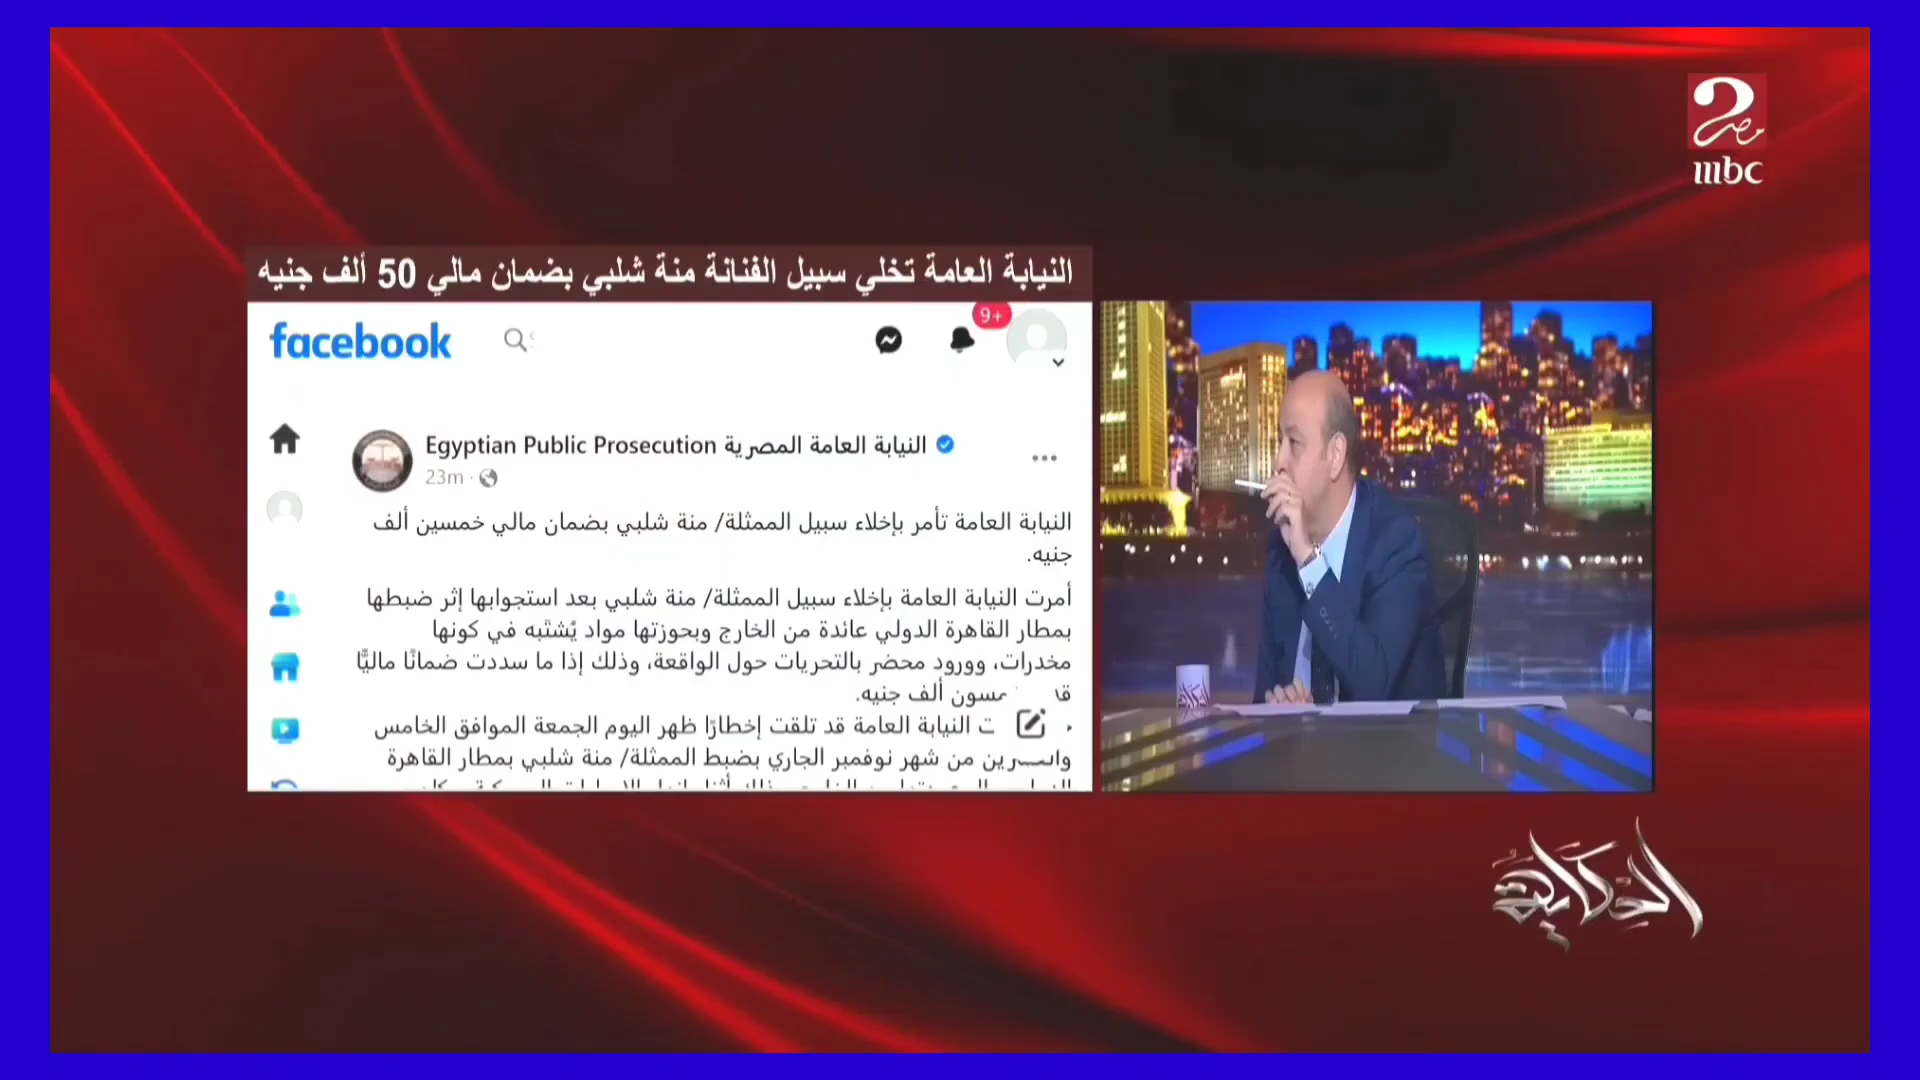 مصر
mbc
النيابة العامة تخلي سبيل الفنانة منة شلبي بضمان مالي 50 ألف جنيه
facebook
9+
Egyptian Public Prosecution النيابة العامة المصرية
23m
النيابة العامة تأمر بإخلاء سبيل الممثلة/ منة شلبي بضمان مالي خمسين ألف
جنيه.
أمرت النيابة العامة بإخلاء سبيل الممثلة/ منة شلبي بعد استجوابها إثر ضبطها
بمطار القاهرة الدولي عائدة من الخارج وبحوزتها مواد يُشتَبه في كونها
مخدرات، وورود محضر بالتحريات حول الواقعة، وذلك إذا ما سددت ضمانًا ماليًّا
ألف جنيه.
النيابة العامة قد تلقت إخطارًا ظهر اليوم الجمعة الموافق الخامس
من شهر نوفمبر الجاري بضبط الممثلة/ منة شلبي بمطار القاهرة
الحكاية
الحكاية